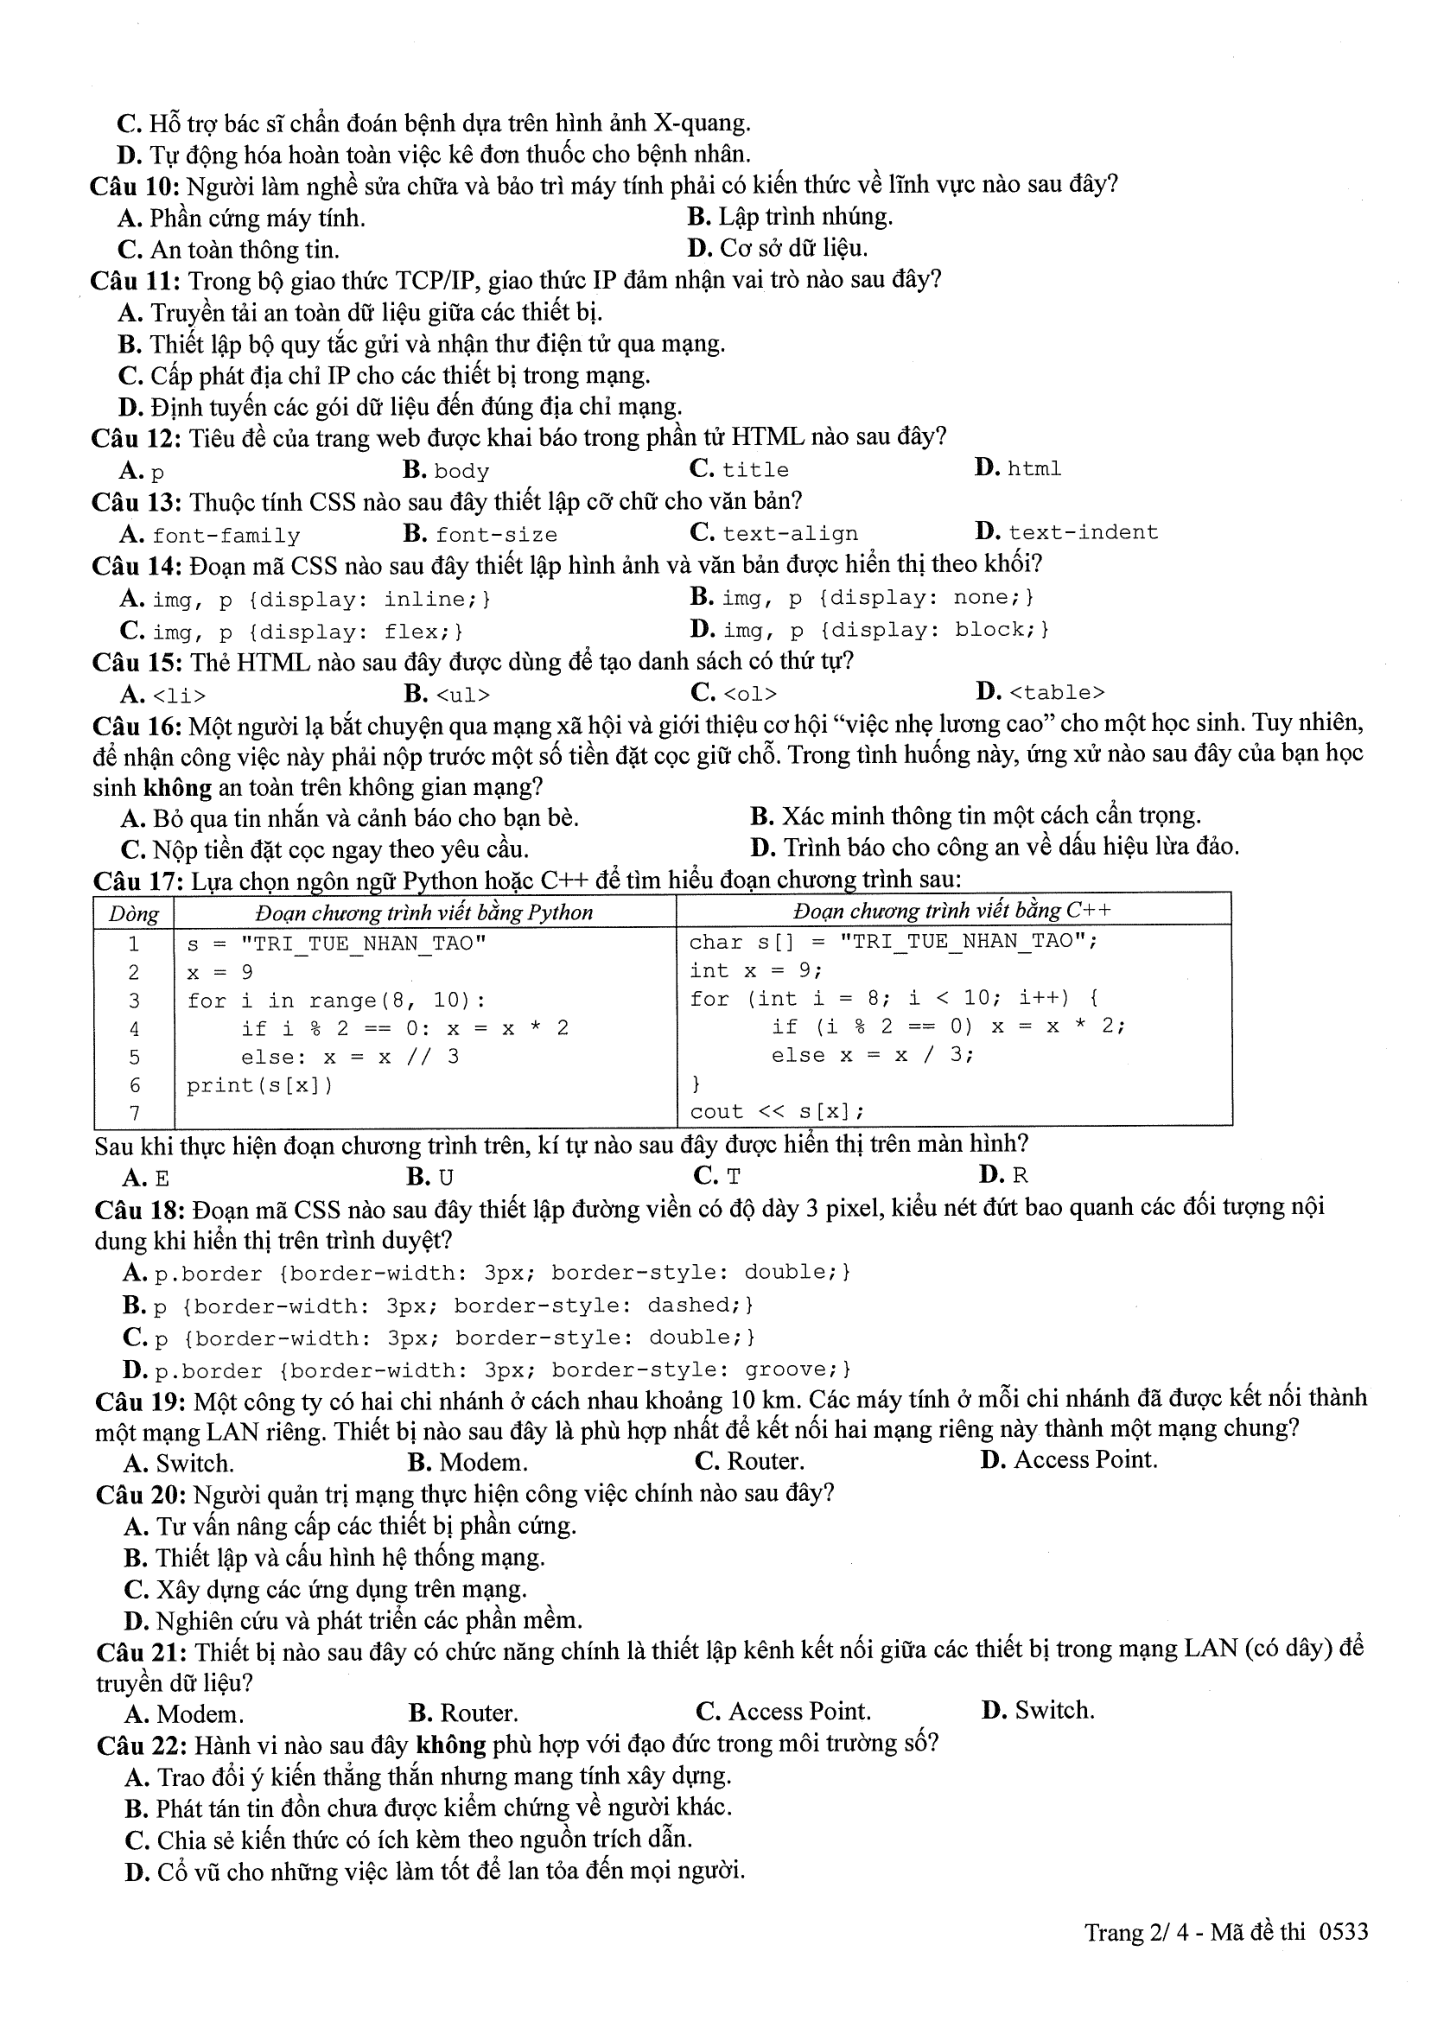 C. Hỗ trợ bác sĩ chẩn đoán bệnh dựa trên hình ảnh X-quang.
D. Tự động hóa hoàn toàn việc kê đơn thuốc cho bệnh nhân.
Câu 10: Người làm nghề sửa chữa và bảo trì máy tính phải có kiến thức về lĩnh vực nào sau đây?
A. Phần cứng máy tính. B. Lập trình nhúng.
C. An toàn thông tin. D. Cơ sở dữ liệu.
Câu 11: Trong bộ giao thức TCP/IP, giao thức IP đảm nhận vai trò nào sau đây?
A. Truyền tải an toàn dữ liệu giữa các thiết bị.
B. Thiết lập bộ quy tắc gửi và nhận thư điện tử qua mạng.
C. Cấp phát địa chỉ IP cho các thiết bị trong mạng.
D. Định tuyến các gói dữ liệu đến đúng địa chỉ mạng.
Câu 12: Tiêu đề của trang web được khai báo trong phần tử HTML nào sau đây?
A. p B. body C. title D. html
Câu 13: Thuộc tính CSS nào sau đây thiết lập cỡ chữ cho văn bản?
A. font-family B. font-size C. text-align D. text-indent
Câu 14: Đoạn mã CSS nào sau đây thiết lập hình ảnh và văn bản được hiển thị theo khối?
A. img, p {display: inline;} B. img, p {display: none;}
C. img, p {display: flex;} D. img, p {display: block;}
Câu 15: Thẻ HTML nào sau đây được dùng để tạo danh sách có thứ tự?
A. <li> B. <ul> C. <ol> D. <table>
Câu 16: Một người lạ bắt chuyện qua mạng xã hội và giới thiệu cơ hội “việc nhẹ lương cao” cho một học sinh. Tuy nhiên,
để nhận công việc này phải nộp trước một số tiền đặt cọc giữ chỗ. Trong tình huống này, ứng xử nào sau đây của bạn học
sinh không an toàn trên không gian mạng?
A. Bỏ qua tin nhắn và cảnh báo cho bạn bè. B. Xác minh thông tin một cách cẩn trọng.
C. Nộp tiền đặt cọc ngay theo yêu cầu. D. Trình báo cho công an về dấu hiệu lừa đảo.
Câu 17: Lựa chọn ngôn ngữ Python hoặc C++ để tìm hiểu đoạn chương trình sau:
Dòng Đoạn chương trình viết bằng Python Đoạn chương trình viết bằng C++
1 s = "TRI_TUE_NHAN_TAO" char s[] = "TRI_TUE_NHAN_TAO";
2 x = 9 int x = 9;
3 for i in range(8, 10): for (int i = 8; i < 10; i++) {
4 if i % 2 == 0: x = x * 2 if (i % 2 == 0) x = x * 2;
5 else: x = x // 3 else x = x / 3;
6 print(s[x]) }
7 cout << s[x];
Sau khi thực hiện đoạn chương trình trên, kí tự nào sau đây được hiển thị trên màn hình?
A. E B. U C. T D. R
Câu 18: Đoạn mã CSS nào sau đây thiết lập đường viền có độ dày 3 pixel, kiểu nét đứt bao quanh các đối tượng nội
dung khi hiển thị trên trình duyệt?
A. p.border {border-width: 3px; border-style: double;}
B. p {border-width: 3px; border-style: dashed;}
C. p {border-width: 3px; border-style: double;}
D. p.border {border-width: 3px; border-style: groove;}
Câu 19: Một công ty có hai chi nhánh ở cách nhau khoảng 10 km. Các máy tính ở mỗi chi nhánh đã được kết nối thành
một mạng LAN riêng. Thiết bị nào sau đây là phù hợp nhất để kết nối hai mạng riêng này thành một mạng chung?
A. Switch. B. Modem. C. Router. D. Access Point.
Câu 20: Người quản trị mạng thực hiện công việc chính nào sau đây?
A. Tư vấn nâng cấp các thiết bị phần cứng.
B. Thiết lập và cấu hình hệ thống mạng.
C. Xây dựng các ứng dụng trên mạng.
D. Nghiên cứu và phát triển các phần mềm.
Câu 21: Thiết bị nào sau đây có chức năng chính là thiết lập kênh kết nối giữa các thiết bị trong mạng LAN (có dây) để
truyền dữ liệu?
A. Modem. B. Router. C. Access Point. D. Switch.
Câu 22: Hành vi nào sau đây không phù hợp với đạo đức trong môi trường số?
A. Trao đổi ý kiến thẳng thắn nhưng mang tính xây dựng.
B. Phát tán tin đồn chưa được kiểm chứng về người khác.
C. Chia sẻ kiến thức có ích kèm theo nguồn trích dẫn.
D. Cổ vũ cho những việc làm tốt để lan tỏa đến mọi người.
Trang 2/ 4 - Mã đề thi 0533